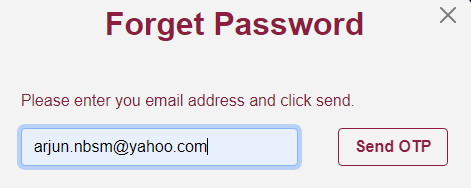 Forget Password
Please enter you email address and click send.
arjun.nbsm@yahoo.com
Send OTP